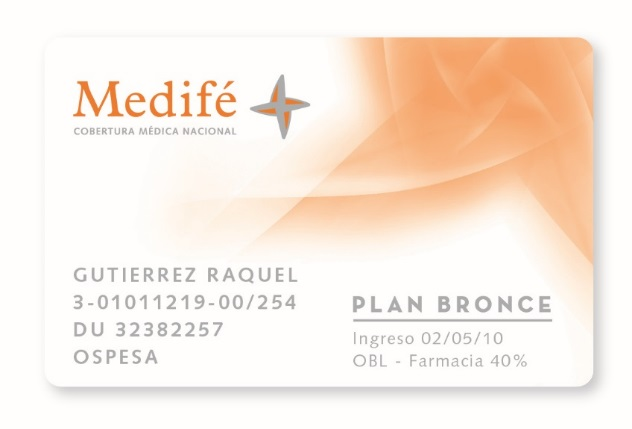 Medifé
COBERTURA MÉDICA NACIONAL
GUTIERREZ RAQUEL
3-01011219-00/254
DU 32382257
OSPESA
PLAN BRONCE
Ingreso 02/05/10
OBL - Farmacia 40%